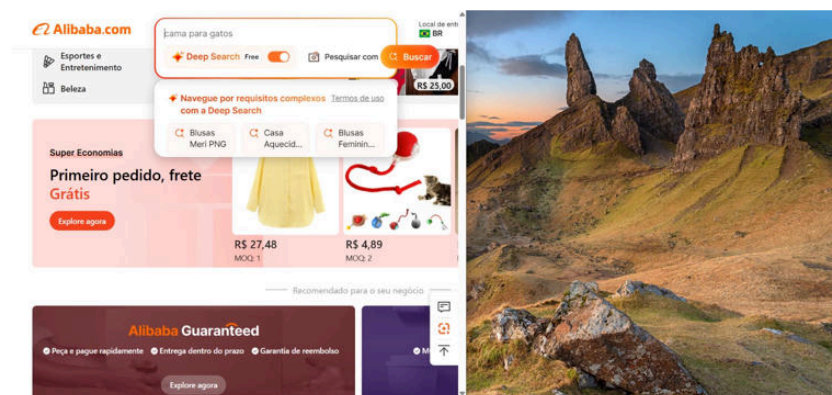 Alibaba.com
cama para gatos
Local de entr
BR
Deep Search Free
Pesquisar com
Buscar
Esportes e
Entretenimento
Beleza
R$ 25,00
Navegue por requisitos complexos
com a Deep Search
Termos de uso
Blusas
Meri PNG
Casa
Aquecid...
Blusas
Feminin...
Super Economias
Primeiro pedido, frete
Grátis
Explore agora
R$ 27,48
MOQ: 1
R$ 4,89
MOQ: 2
Recomendado para o seu negócio
Alibaba Guaranteed
Peça e pague rapidamente
Entrega dentro do prazo
Garantia de reembolso
Explore agora